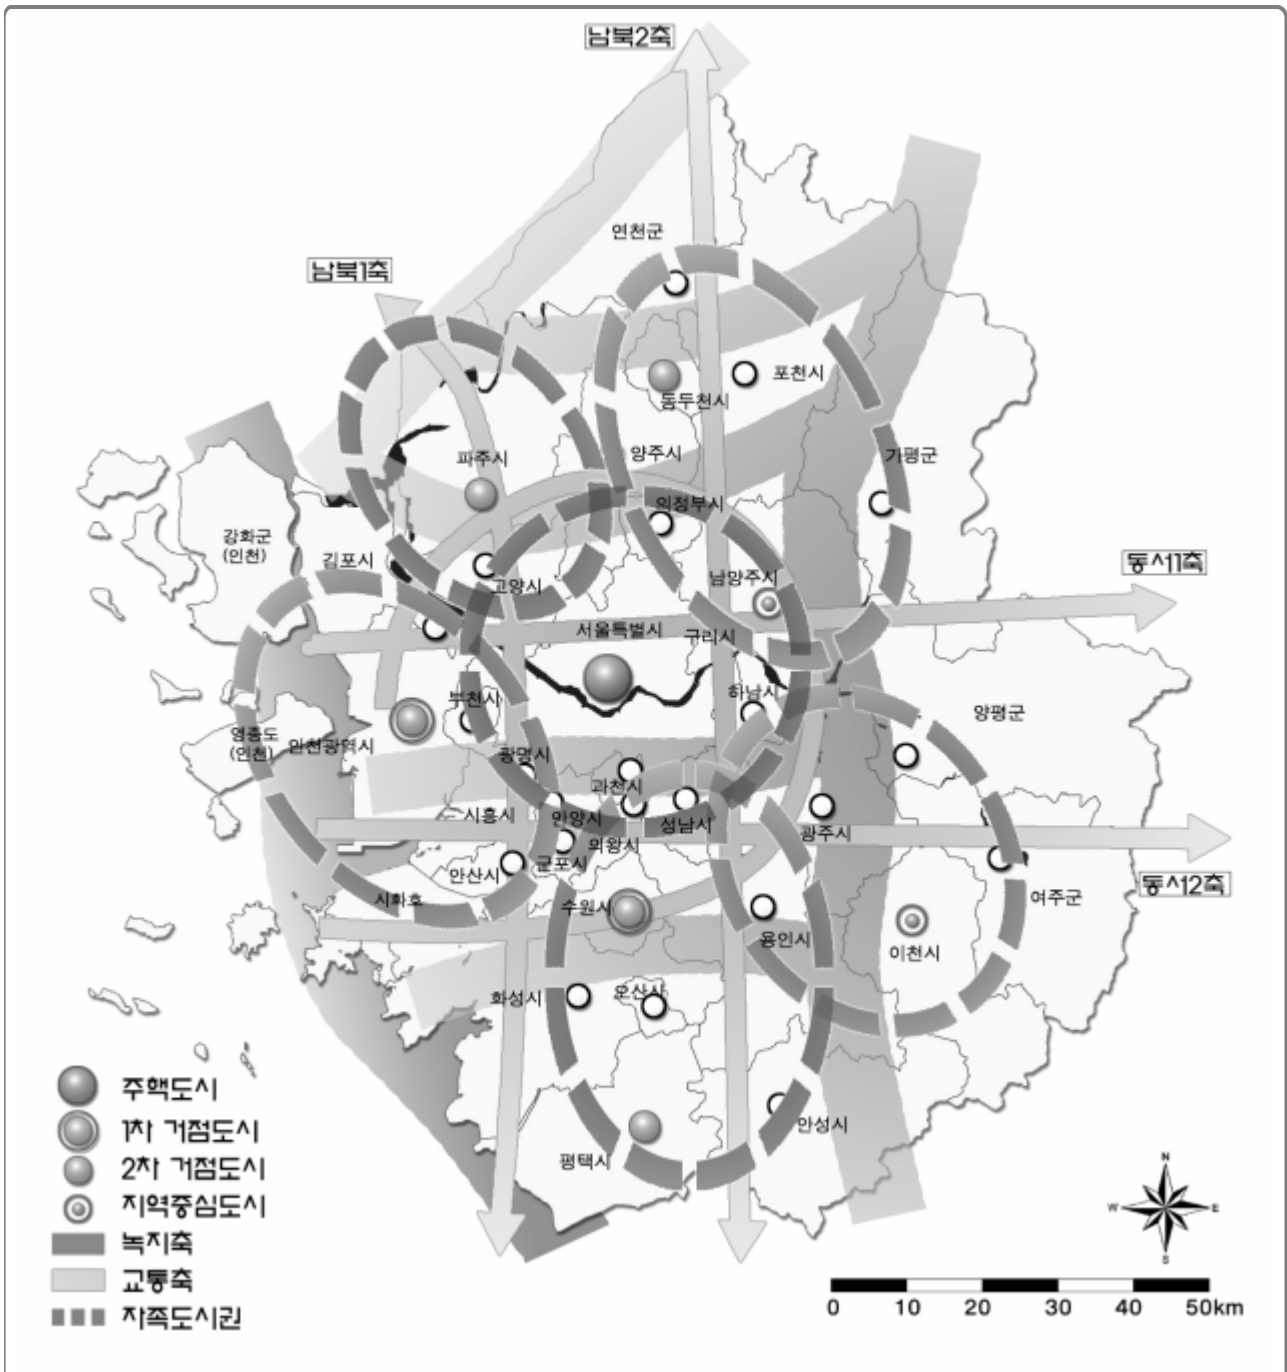 남북2축
연천군
남북1축
포천시
동두천시
가평군
양주시
파주시
의정부시
강화군
(인천)
김포시
동서1축
남양주시
고양시
서울특별시
구리시
하남시
부천시
양평군
영종도
(인천)
인천광역시
광명시
과천시
시흥시
안양시
성남시
광주시
의왕시
군포시
안산시
동서2축
시화호
수원시
여주군
용인시
이천시
화성시
오산시
주핵도시
1차 거점도시
2차 거점도시
지역중심도시
녹지축
교통축
자족도시권
안성시
평택시
N
W
E
S
0 10 20 30 40 50km